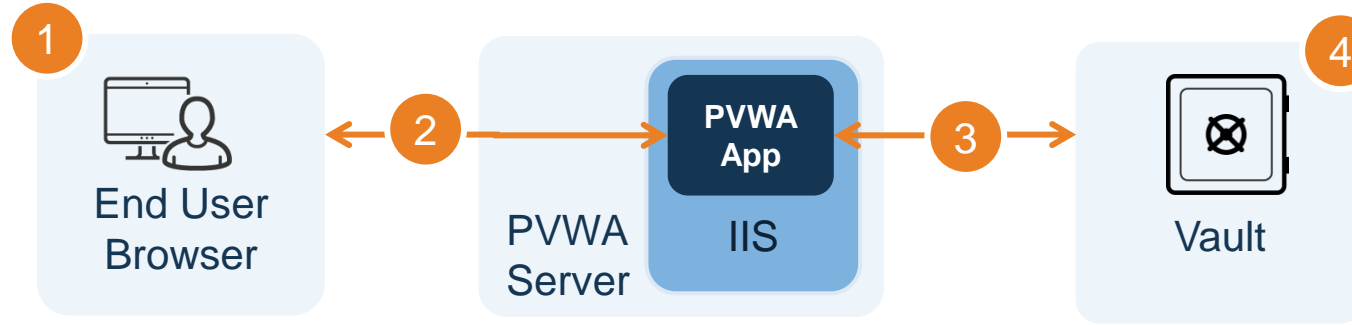 1
End User
Browser
2
PVWA
Server
PVWA
App
IIS
3
4
Vault